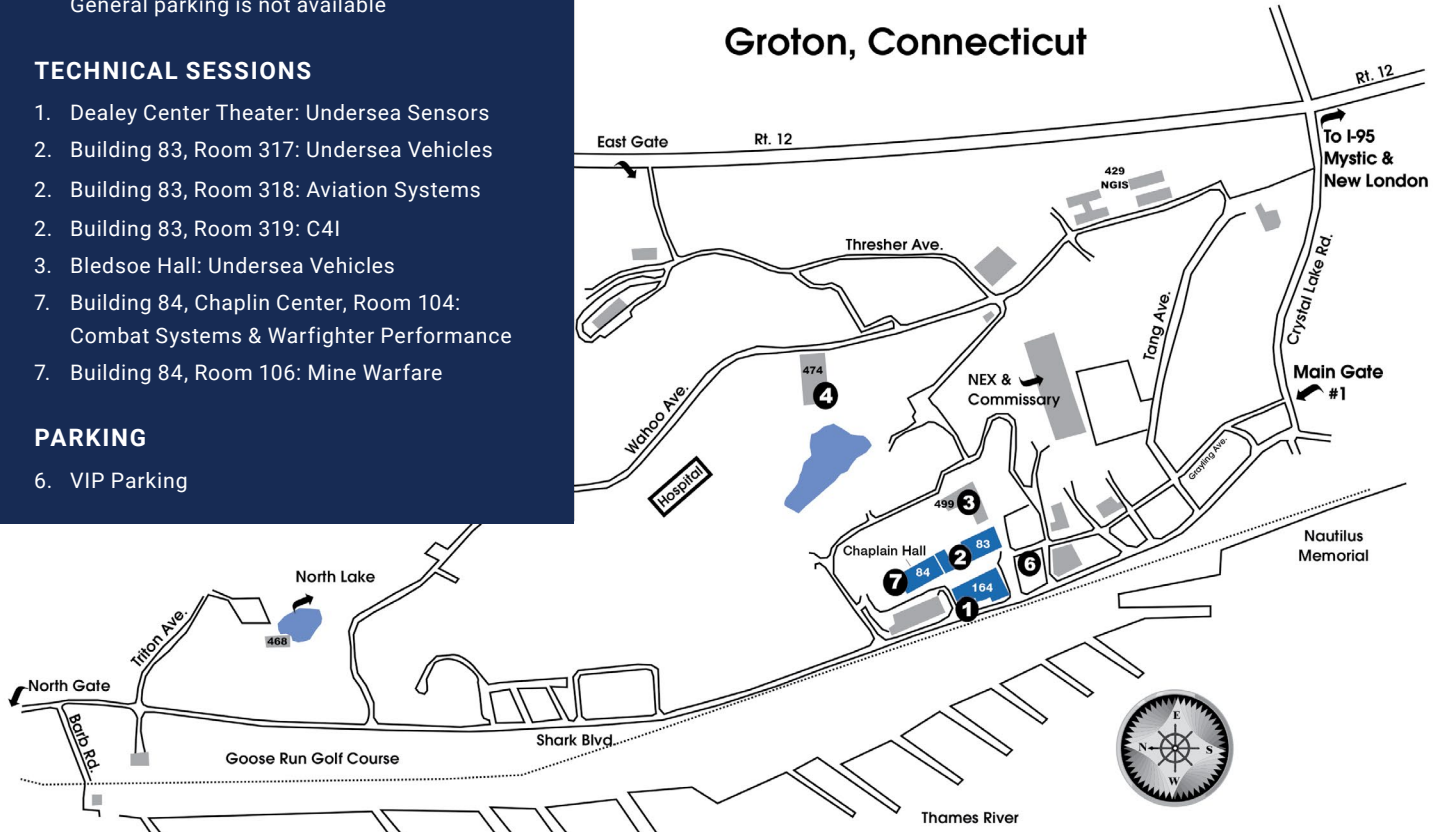 General parking is not available
TECHNICAL SESSIONS
1. Dealey Center Theater: Undersea Sensors
2. Building 83, Room 317: Undersea Vehicles
2. Building 83, Room 318: Aviation Systems
2. Building 83, Room 319: C4I
3. Bledsoe Hall: Undersea Vehicles
7. Building 84, Chaplin Center, Room 104:
Combat Systems & Warfighter Performance
7. Building 84, Room 106: Mine Warfare
PARKING
6. VIP Parking
Groton, Connecticut
Rt. 12
East Gate
Rt. 12
To I-95
Mystic &
New London
429
NGIS
Thresher Ave.
Crystal Lake Rd.
Tang Ave.
474
4
NEX &
Commissary
Main Gate
#1
Wahoo Ave.
Hospital
Grayling Ave.
499
3
Chaplain Hall
83
2
84
7
6
164
1
Nautilus
Memorial
North Lake
468
Triton Ave.
North Gate
Barb Rd.
Shark Blvd.
Goose Run Golf Course
Thames River
E
N
S
W